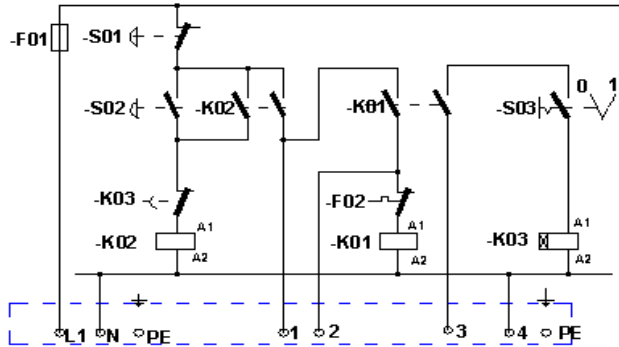 -F01
-S01
-S02
-K02
-K01
-S03
0 1
-K03
-F02
-K02
A1
A2
-K01
A1
A2
-K03
A1
A2
L1 N PE 1 2 3 4 PE